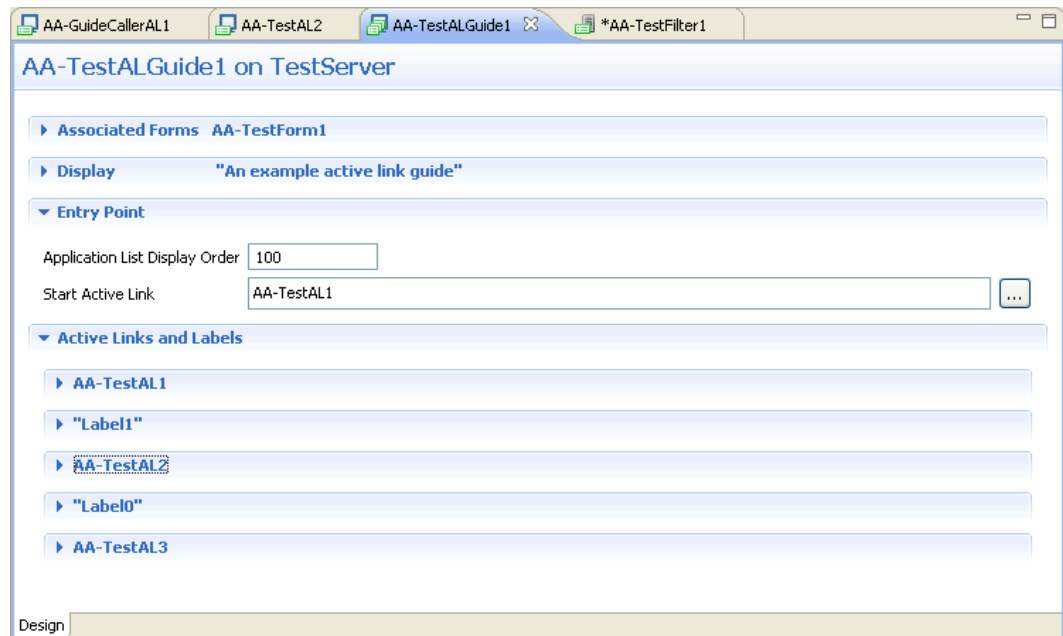 AA-GuideCallerAL1 AA-TestAL2 AA-TestALGuide1 *AA-TestFilter1
AA-TestALGuide1 on TestServer
Associated Forms AA-TestForm1
Display "An example active link guide"
Entry Point
Application List Display Order 100
Start Active Link AA-TestAL1 ...
Active Links and Labels
AA-TestAL1
"Label1"
AA-TestAL2
"Label0"
AA-TestAL3
Design